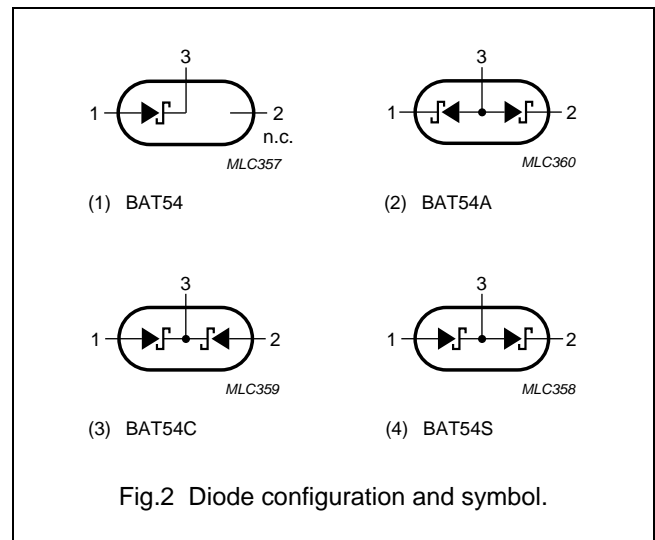 3
3
1
2
n.c.
1
2
MLC357
MLC360
(1) BAT54
(2) BAT54A
3
3
1
2
1
2
MLC359
MLC358
(3) BAT54C
(4) BAT54S
Fig.2 Diode configuration and symbol.